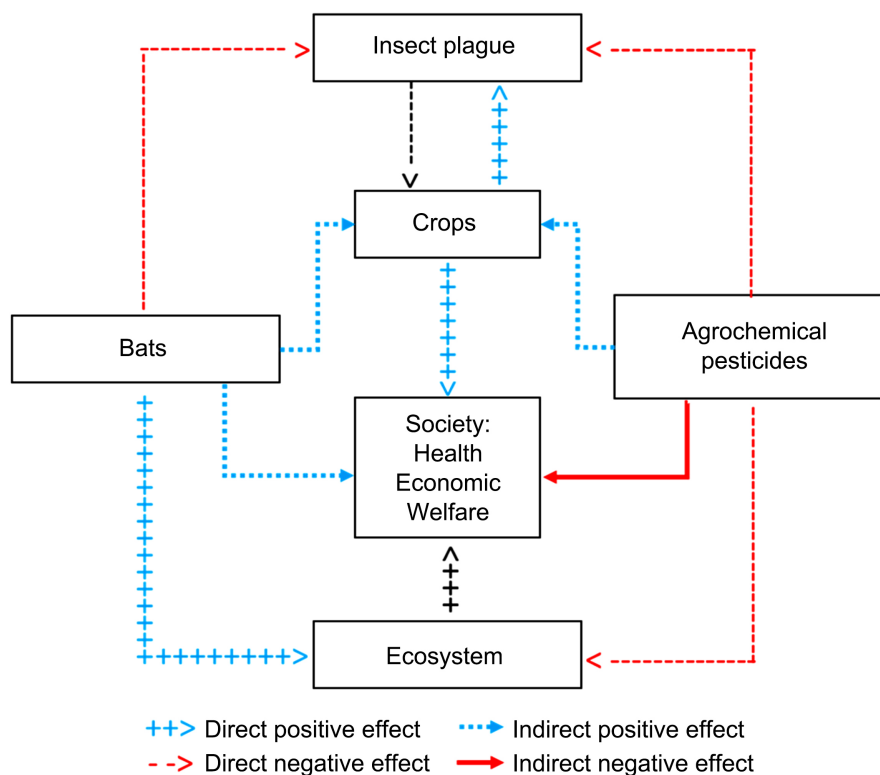 Insect plague
Crops
Bats
Agrochemical
pesticides
Society:
Health
Economic
Welfare
Ecosystem
Direct positive effect
Indirect positive effect
Direct negative effect
Indirect negative effect